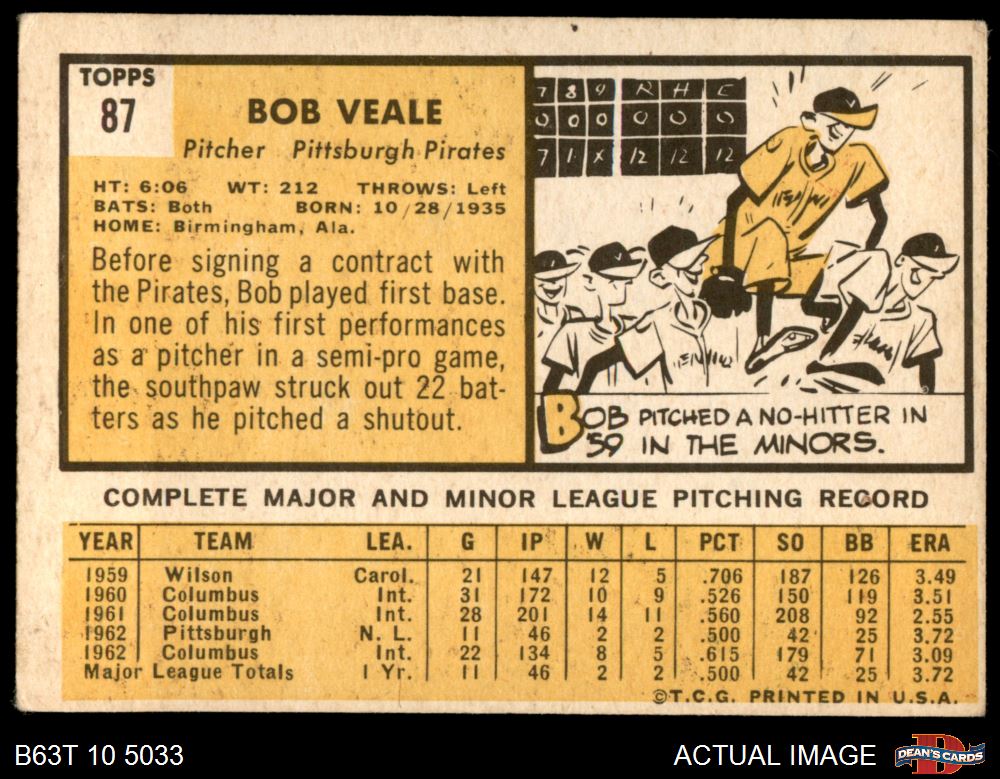 TOPPS
87
BOB VEALE
Pitcher Pittsburgh Pirates
HT: 6:06 WT: 212 THROWS: Left
BATS: Both BORN: 10/28/1935
HOME: Birmingham, Ala.
Before signing a contract with
the Pirates, Bob played first base.
In one of his first performances
as a pitcher in a semi-pro game,
the southpaw struck out 22 bat-
ters as he pitched a shutout.
7 8 9 R H E
0 0 0 0 0 0
7 1 X 12 12 12
BOB PITCHED A NO-HITTER IN
'59 IN THE MINORS.
COMPLETE MAJOR AND MINOR LEAGUE PITCHING RECORD
YEAR TEAM LEA. G IP W L PCT SO BB ERA
1959 Wilson Carol. 21 147 12 5 .706 187 126 3.49
1960 Columbus Int. 31 172 10 9 .526 150 119 3.51
1961 Columbus Int. 28 201 14 11 .560 208 92 2.55
1962 Pittsburgh N. L. 11 46 2 2 .500 42 25 3.72
1962 Columbus Int. 22 134 8 5 .615 179 71 3.09
Major League Totals 1 Yr. 11 46 2 2 .500 42 25 3.72
©T.C.G. PRINTED IN U.S.A.
B63T 10 5033 ACTUAL IMAGE DEAN'S CARDS